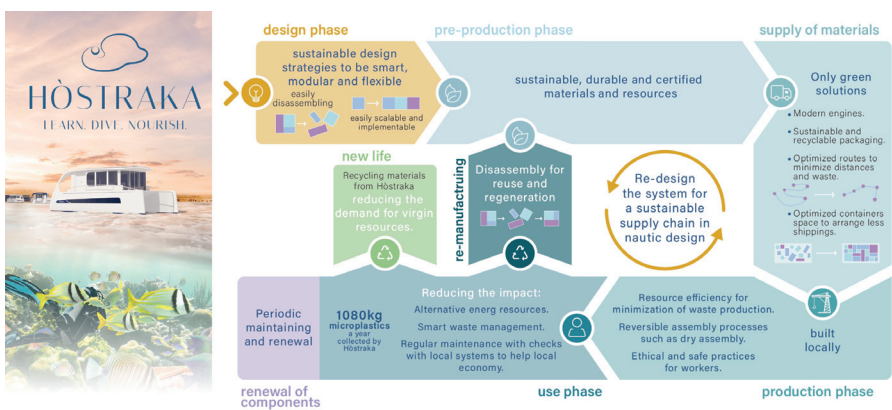 HÒSTRAKA
LEARN. DIVE. NOURISH.
design phase
sustainable design
strategies to be smart,
modular and flexible
easily
disassembling
easily scalable and
implementable
pre-production phase
sustainable, durable and certified
materials and resources
supply of materials
Only green
solutions
• Modern engines.
• Sustainable and
recyclable packaging.
• Optimized routes to
minimize distances
and waste.
• Optimized containers
space to arrange less
shippings.
new life
Recycling materials
from Hòstraka
reducing the
demand for virgin
resources.
re-manufactruing
Disassembly for
reuse and
regeneration
Re-design
the system for
a sustainable
supply chain in
nautic design
Periodic
maintaining
and renewal
renewal of
components
1080kg
microplastics
a year
collected by
Hòstraka
Reducing the impact:
Alternative energ resources.
Smart waste management.
Regular maintenance with checks
with local systems to help local
economy.
use phase
Resource efficiency for
minimization of waste production.
Reversible assembly processes
such as dry assembly.
Ethical and safe practices
for workers.
built
locally
production phase